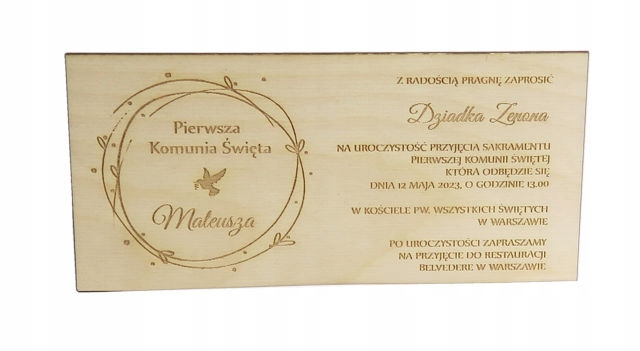 Pierwsza
Komunia Święta
Mateusza
Z RADOŚCIĄ PRAGNĘ ZAPROSIĆ
Dziadka Zenona
NA UROCZYSTOŚĆ PRZYJĘCIA SAKRAMENTU
PIERWSZEJ KOMUNII ŚWIĘTEJ
KTÓRA ODBĘDZIE SIĘ
DNIA 12 MAJA 2023, O GODZINIE 13.00
W KOŚCIELE PW. WSZYSTKICH ŚWIĘTYCH
W WARSZAWIE
PO UROCZYSTOŚCI ZAPRASZAMY
NA PRZYJĘCIE DO RESTAURACJI
BELVEDERE W WARSZAWIE